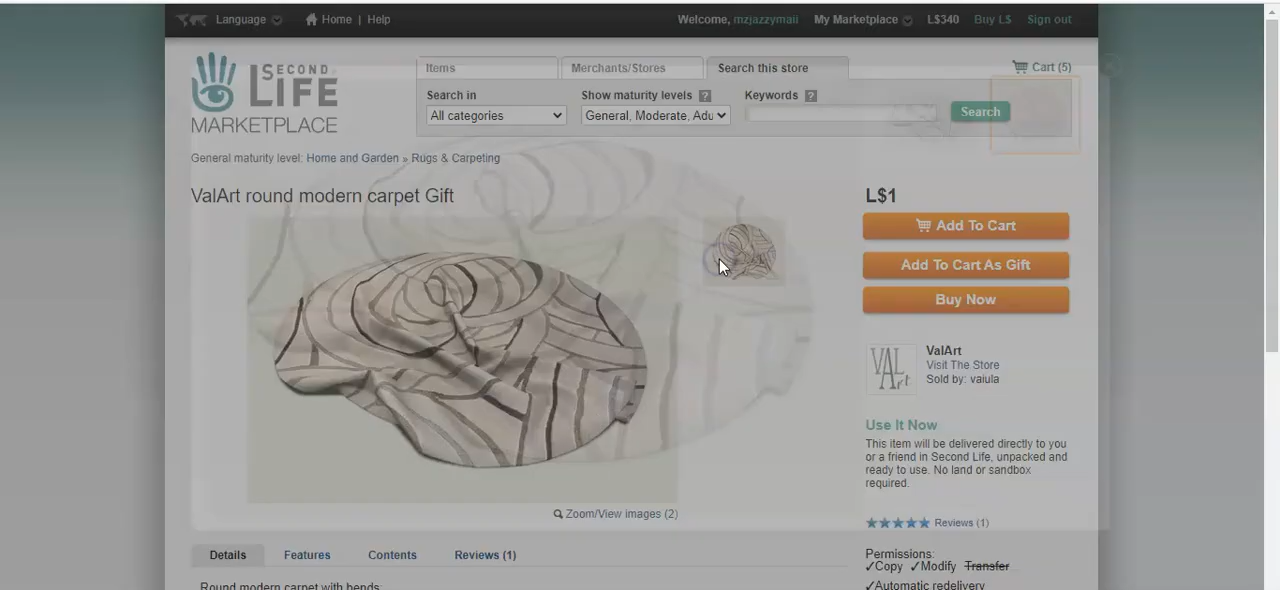 Language Home | Help Welcome, mzjazzymaii My Marketplace L$340 Buy L$ Sign out
SECOND LIFE
MARKETPLACE
Items Merchants/Stores Search this store Cart (5)
Search in Show maturity levels ? Keywords ?
All categories General, Moderate, Adu Search
General maturity level: Home and Garden » Rugs & Carpeting
ValArt round modern carpet Gift
L$1
Add To Cart
Add To Cart As Gift
Buy Now
VAL Art
ValArt
Visit The Store
Sold by: vaiula
Use It Now
This item will be delivered directly to you
or a friend in Second Life, unpacked and
ready to use. No land or sandbox
required.
Zoom/View images (2)
Reviews (1)
Details Features Contents Reviews (1)
Permissions:
✓Copy ✓Modify Transfer
✓Automatic redelivery
Round modern carpet with bends